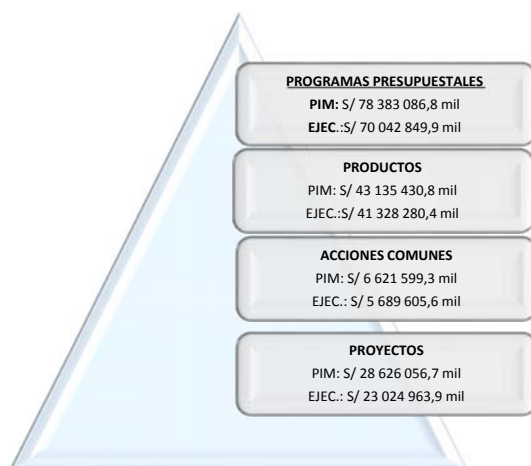 PROGRAMAS PRESUPUESTALES
PIM: S/ 78 383 086,8 mil
EJEC.:S/ 70 042 849,9 mil
PRODUCTOS
PIM: S/ 43 135 430,8 mil
EJEC.:S/ 41 328 280,4 mil
ACCIONES COMUNES
PIM: S/ 6 621 599,3 mil
EJEC.: S/ 5 689 605,6 mil
PROYECTOS
PIM: S/ 28 626 056,7 mil
EJEC.: S/ 23 024 963,9 mil